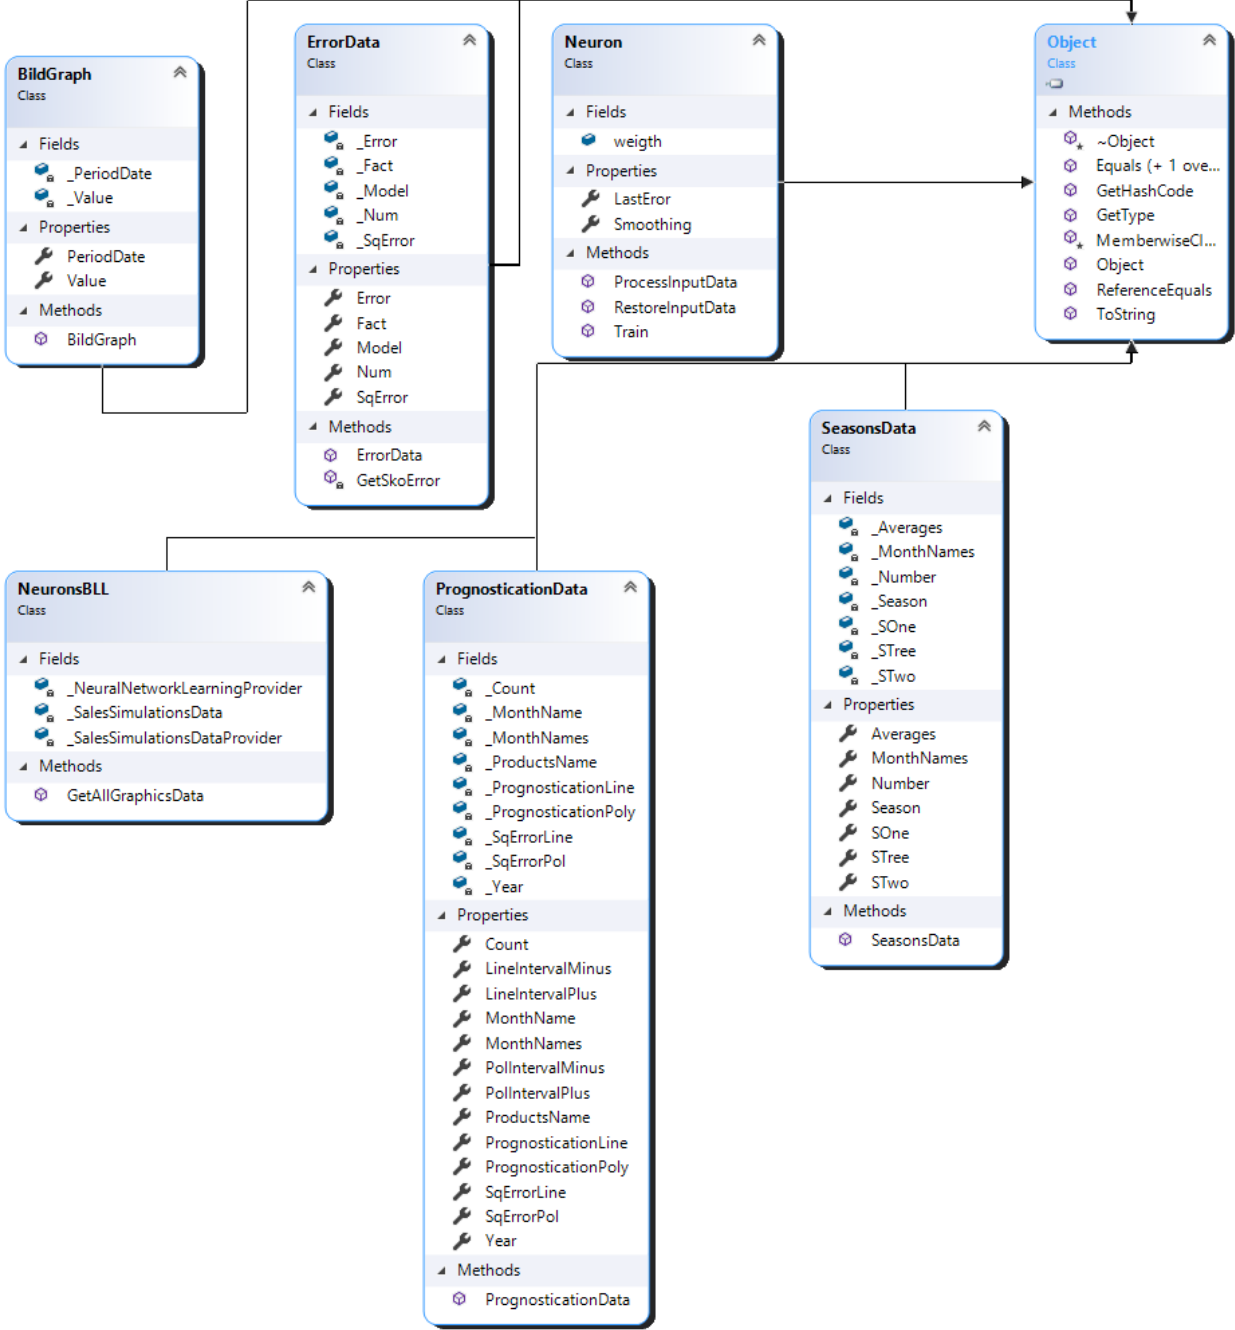 BildGraph
Class
Fields
_PeriodDate
_Value
Properties
PeriodDate
Value
Methods
BildGraph
ErrorData
Class
Fields
_Error
_Fact
_Model
_Num
_SqError
Properties
Error
Fact
Model
Num
SqError
Methods
ErrorData
GetSkoError
Neuron
Class
Fields
weigth
Properties
LastEror
Smoothing
Methods
ProcessInputData
RestoreInputData
Train
Object
Class
Methods
~Object
Equals (+ 1 ove...
GetHashCode
GetType
MemberwiseCl...
Object
ReferenceEquals
ToString
NeuronsBLL
Class
Fields
_NeuralNetworkLearningProvider
_SalesSimulationsData
_SalesSimulationsDataProvider
Methods
GetAllGraphicsData
PrognosticationData
Class
Fields
_Count
_MonthName
_MonthNames
_ProductsName
_PrognosticationLine
_PrognosticationPoly
_SqErrorLine
_SqErrorPol
_Year
Properties
Count
LineIntervalMinus
LineIntervalPlus
MonthName
MonthNames
PolIntervalMinus
PolIntervalPlus
ProductsName
PrognosticationLine
PrognosticationPoly
SqErrorLine
SqErrorPol
Year
Methods
PrognosticationData
SeasonsData
Class
Fields
_Averages
_MonthNames
_Number
_Season
_SOne
_STree
_STwo
Properties
Averages
MonthNames
Number
Season
SOne
STree
STwo
Methods
SeasonsData